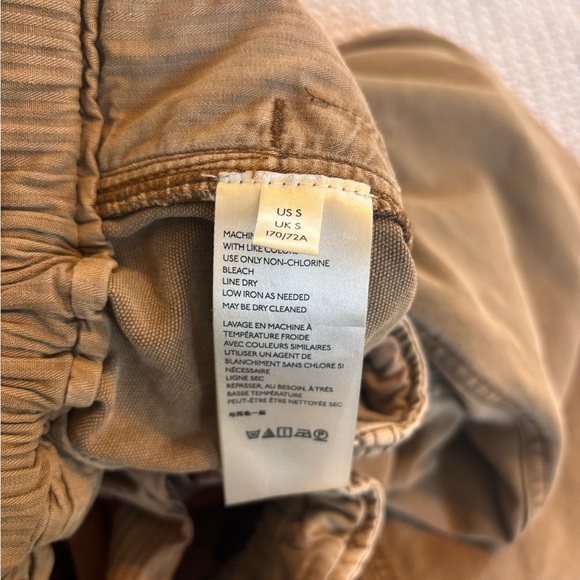 US S
UK S
170/72A
MACHIN
WITH LIKE COLORS
USE ONLY NON-CHLORINE
BLEACH
LINE DRY
LOW IRON AS NEEDED
MAY BE DRY CLEANED
LAVAGE EN MACHINE À
TEMPÉRATURE FROIDE
AVEC COULEURS SIMILAIRES
UTILISER UN AGENT DE
BLANCHIMENT SANS CHLORE SI
NÉCESSAIRE
LIGNE SEC
REPASSER, AU BESOIN, À TRÈS
BASSE TEMPÉRATURE
PEUT-ÊTRE ÊTRE NETTOYÉE SEC